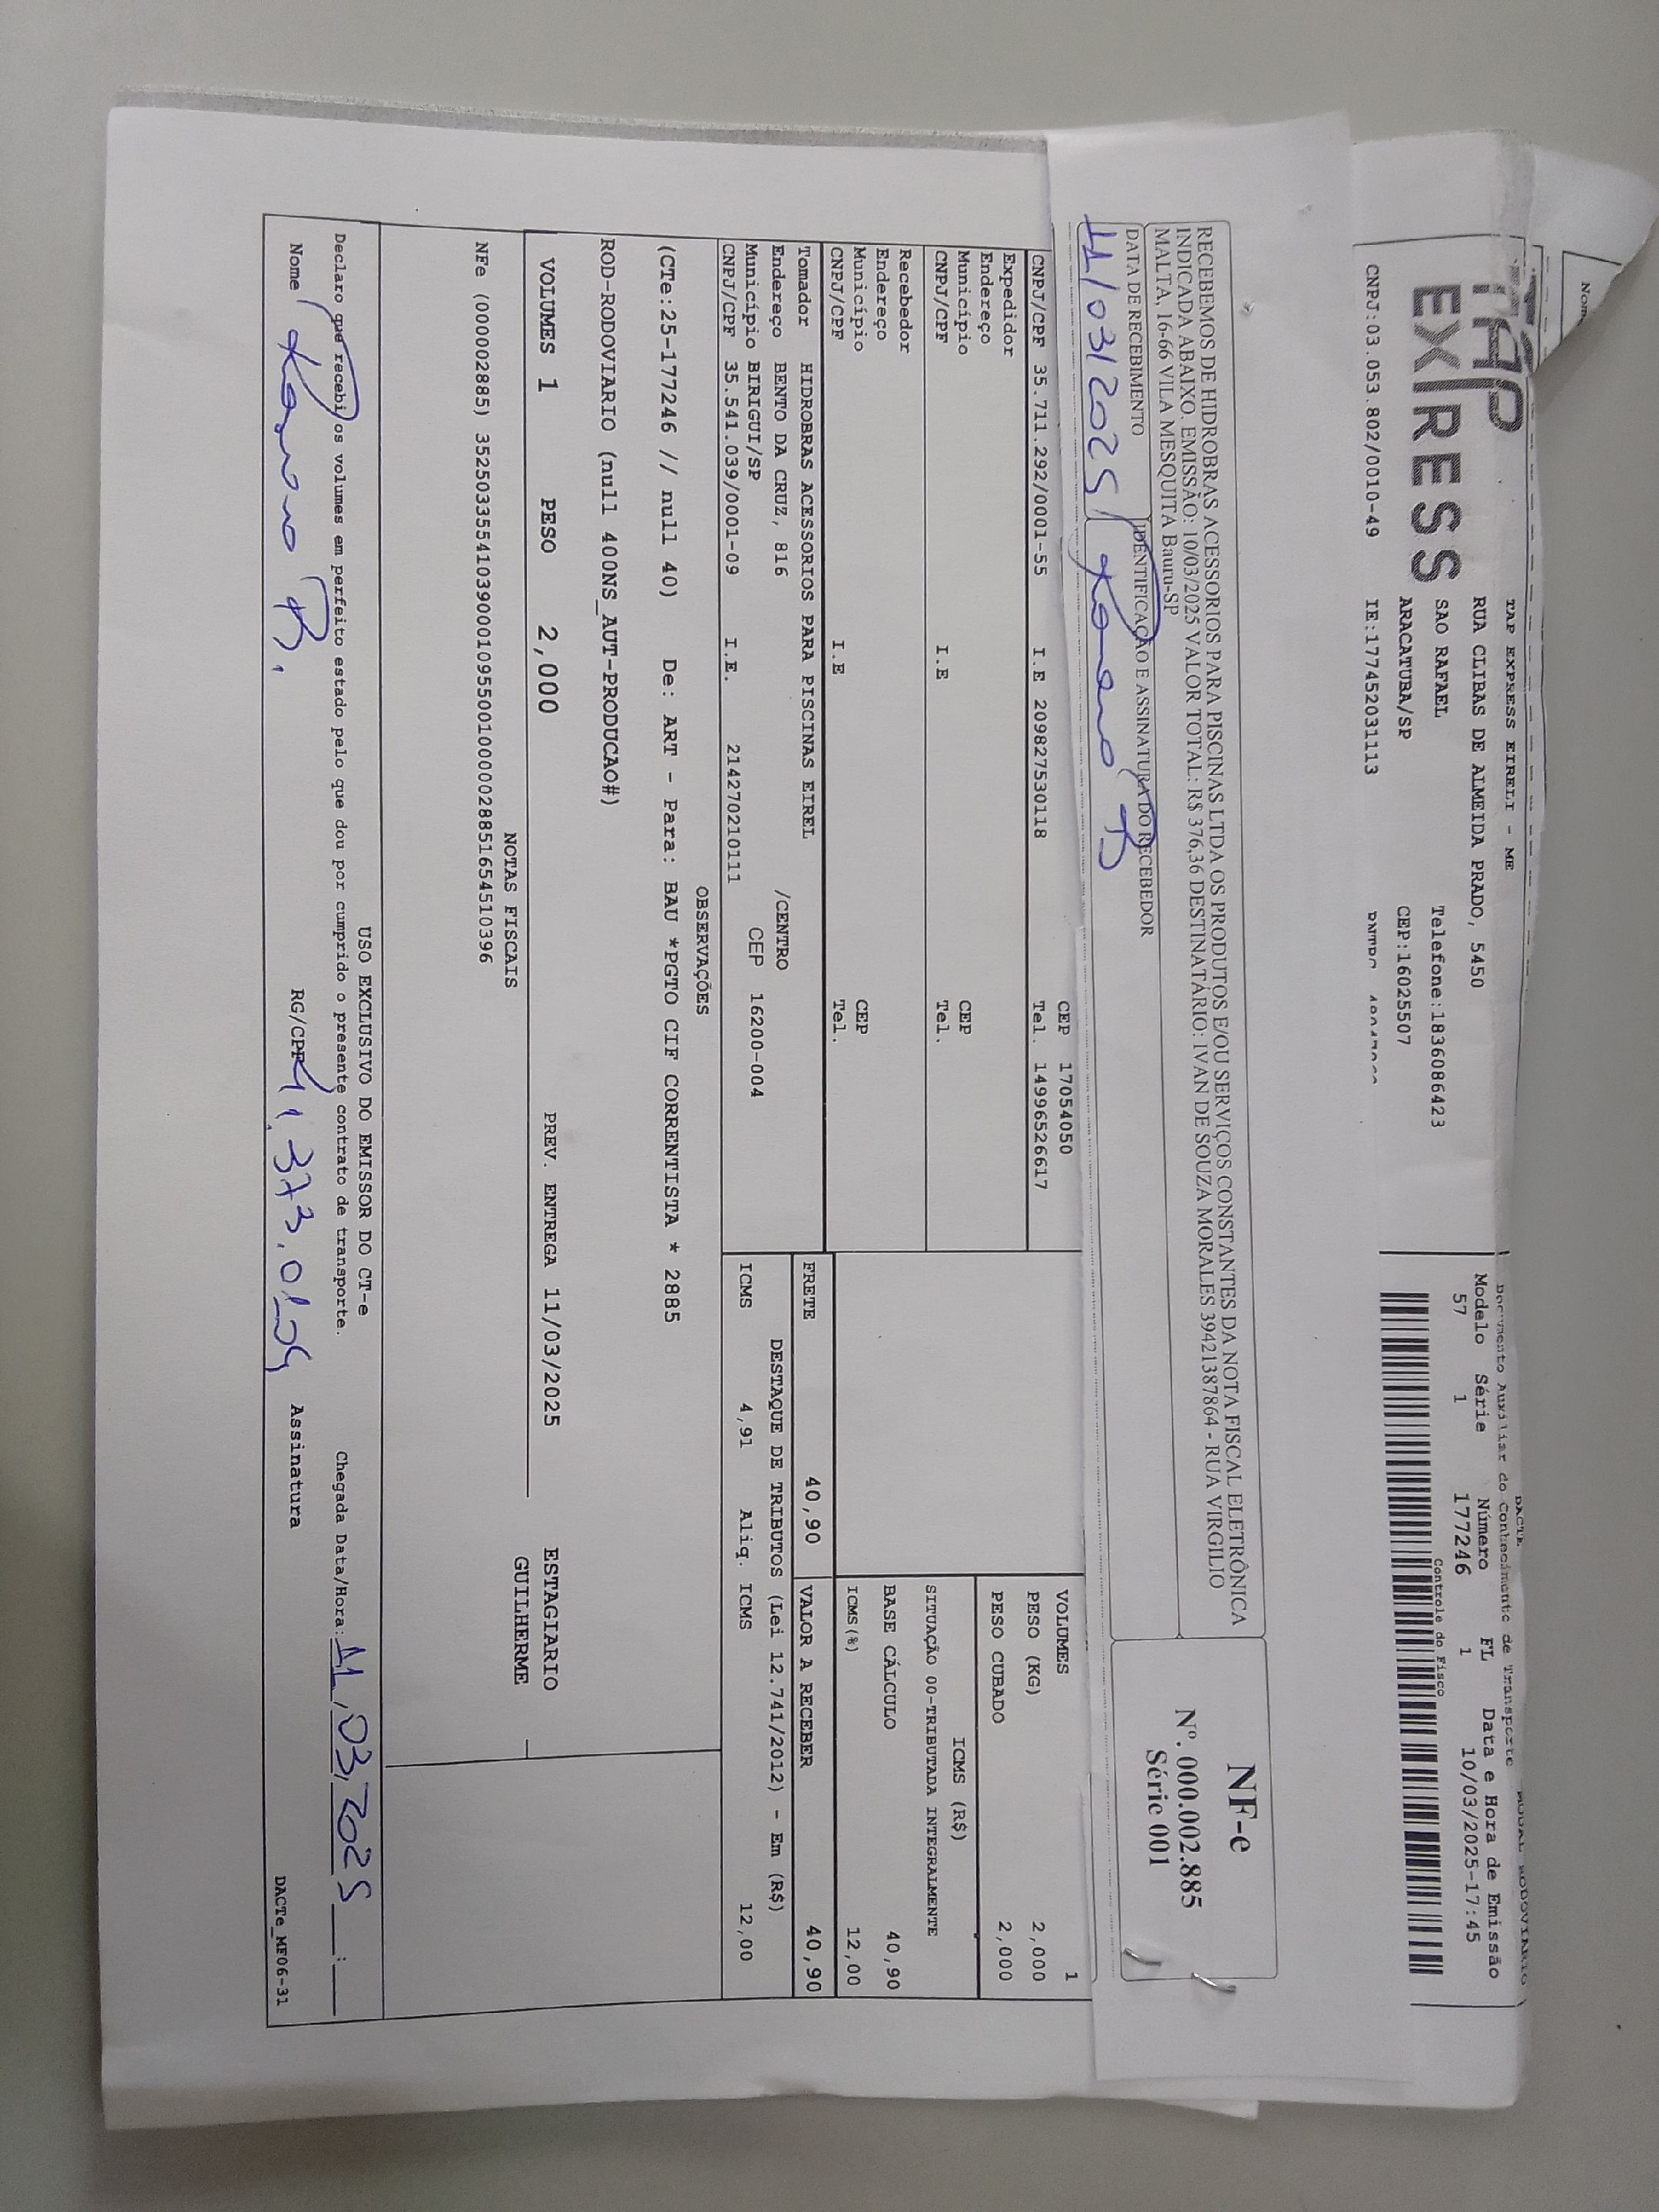 Nome
TAP EXPRESS EIRELI - ME
TAP
EXPRESS
RUA CLIBAS DE ALMEIDA PRADO, 5450
SAO RAFAEL Telefone:1836086423
ARACATUBA/SP CEP:16025507
CNPJ:03.053.802/0010-49 IE:177452031113
DACTE MODAL RODOVIÁRIO
Documento Auxiliar do Conhecimento de Transporte
Modelo Série Número FL Data e Hora de Emissão
57 1 177246 1 10/03/2025-17:45
Controle do Fisco
RECEBEMOS DE HIDROBRAS ACESSORIOS PARA PISCINAS LTDA OS PRODUTOS E/OU SERVIÇOS CONSTANTES DA NOTA FISCAL ELETRÔNICA
INDICADA ABAIXO. EMISSÃO: 10/03/2025 VALOR TOTAL: R$ 376,36 DESTINATÁRIO: IVAN DE SOUZA MORALES 39421387864 - RUA VIRGILIO
MALTA, 16-66 VILA MESQUITA Bauru-SP
DATA DE RECEBIMENTO IDENTIFICAÇÃO E ASSINATURA DO RECEBEDOR
11/03/2025
NF-e
Nº. 000.002.885
Série 001
CEP 17054050
CNPJ/CPF 35.711.292/0001-55 I.E 209827530118 Tel. 14996526617
Expedidor
Endereço
Município CEP
CNPJ/CPF I.E Tel.
Recebedor
Endereço
Município CEP
CNPJ/CPF I.E Tel.
VOLUMES 1
PESO (KG) 2,000
PESO CUBADO 2,000
ICMS (R$)
SITUAÇÃO 00-TRIBUTADA INTEGRALMENTE
BASE CÁLCULO 40,90
ICMS(%) 12,00
Tomador HIDROBRAS ACESSORIOS PARA PISCINAS EIREL
Endereço BENTO DA CRUZ, 816 /CENTRO
Município BIRIGUI/SP CEP 16200-004
CNPJ/CPF 35.541.039/0001-09 I.E. 214270210111
FRETE 40,90 VALOR A RECEBER 40,90
DESTAQUE DE TRIBUTOS (Lei 12.741/2012) - Em (R$)
ICMS 4,91 Aliq. ICMS 12,00
OBSERVAÇÕES
(CTe:25-177246 // null 40) De: ART - Para: BAU *PGTO CIF CORRENTISTA * 2885
ROD-RODOVIARIO (null 400NS_AUT-PRODUCAO#)
VOLUMES 1 PESO 2,000 PREV. ENTREGA 11/03/2025 ESTAGIARIO
GUILHERME
NOTAS FISCAIS
NFe (000002885) 35250335541039000109550010000028851654510396
USO EXCLUSIVO DO EMISSOR DO CT-e
Declaro que recebi os volumes em perfeito estado pelo que dou por cumprido o presente contrato de transporte. Chegada Data/Hora: 11/03/2025 __:__
Nome RG/CPF Assinatura
DACTe_MF06-31